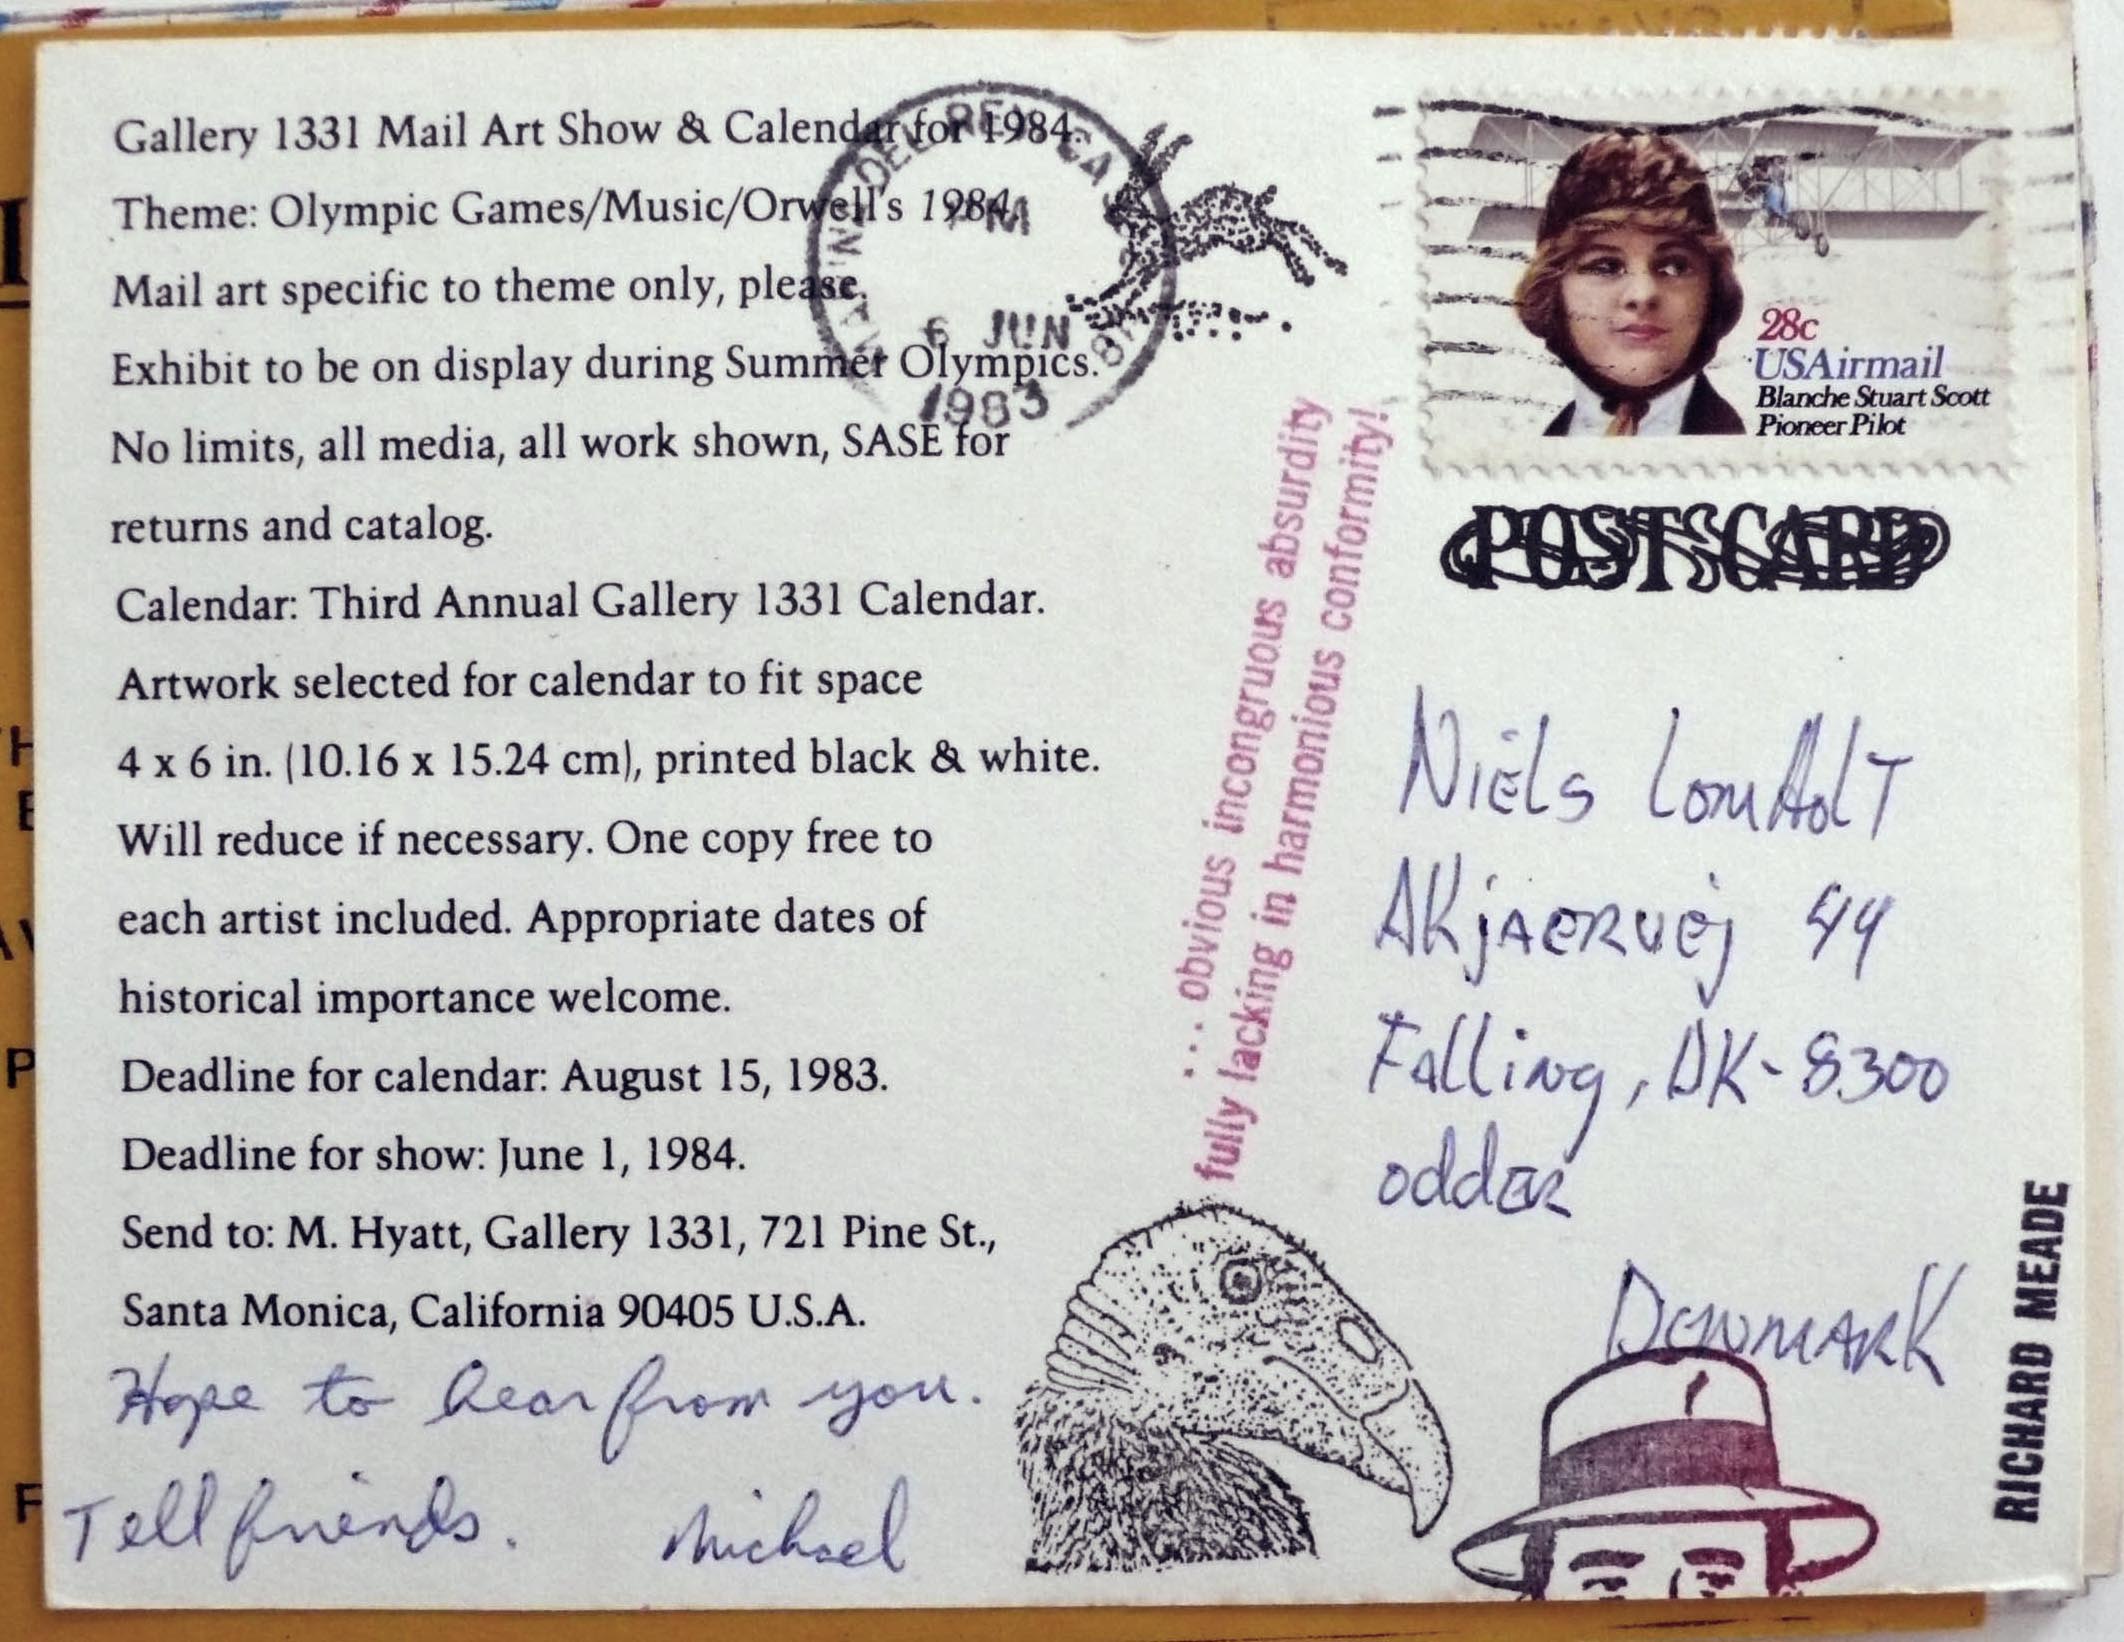 Gallery 1331 Mail Art Show & Calendar for 1984.
Theme: Olympic Games/Music/Orwell's 1984.
Mail art specific to theme only, please.
Exhibit to be on display during Summer Olympics.
No limits, all media, all work shown, SASE for
returns and catalog.
Calendar: Third Annual Gallery 1331 Calendar.
Artwork selected for calendar to fit space
4 x 6 in. (10.16 x 15.24 cm), printed black & white.
Will reduce if necessary. One copy free to
each artist included. Appropriate dates of
historical importance welcome.
Deadline for calendar: August 15, 1983.
Deadline for show: June 1, 1984.
Send to: M. Hyatt, Gallery 1331, 721 Pine St.,
Santa Monica, California 90405 U.S.A.
Hope to hear from you.
Tell friends. Michael
PM
6 JUN
1983
28c
USAirmail
Blanche Stuart Scott
Pioneer Pilot
POSTCARD
... obvious incongruous absurdity
fully lacking in harmonious conformity!
Niels LomHolT
AKjAERVEj 44
Falling, DK-8300
oddER
DENMARK
RICHARD MEADE